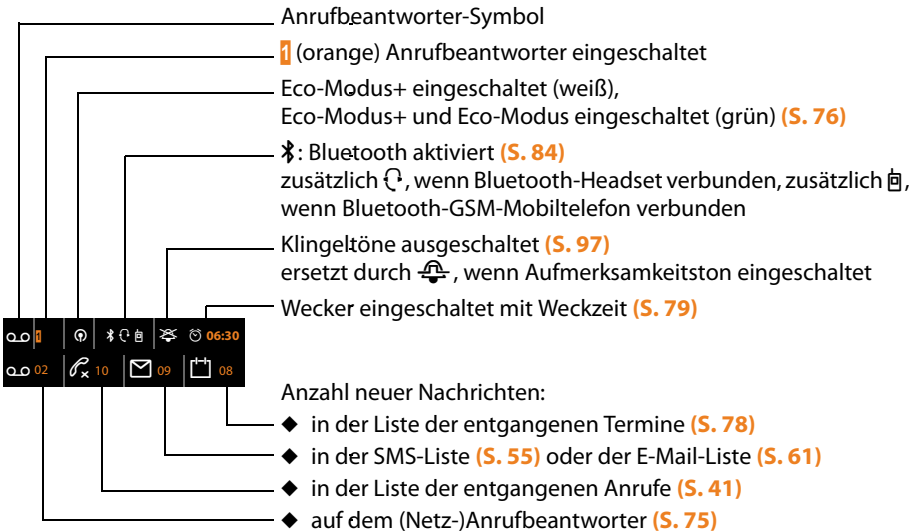 Anrufbeantworter-Symbol
1 (orange) Anrufbeantworter eingeschaltet
Eco-Modus+ eingeschaltet (weiß),
Eco-Modus+ und Eco-Modus eingeschaltet (grün) (S. 76)
: Bluetooth aktiviert (S. 84)
zusätzlich , wenn Bluetooth-Headset verbunden, zusätzlich ,
wenn Bluetooth-GSM-Mobiltelefon verbunden
Klingeltöne ausgeschaltet (S. 97)
ersetzt durch , wenn Aufmerksamkeitston eingeschaltet
Wecker eingeschaltet mit Weckzeit (S. 79)
1 06:30
02 10 09 08
Anzahl neuer Nachrichten:
◆ in der Liste der entgangenen Termine (S. 78)
◆ in der SMS-Liste (S. 55) oder der E-Mail-Liste (S. 61)
◆ in der Liste der entgangenen Anrufe (S. 41)
◆ auf dem (Netz-)Anrufbeantworter (S. 75)